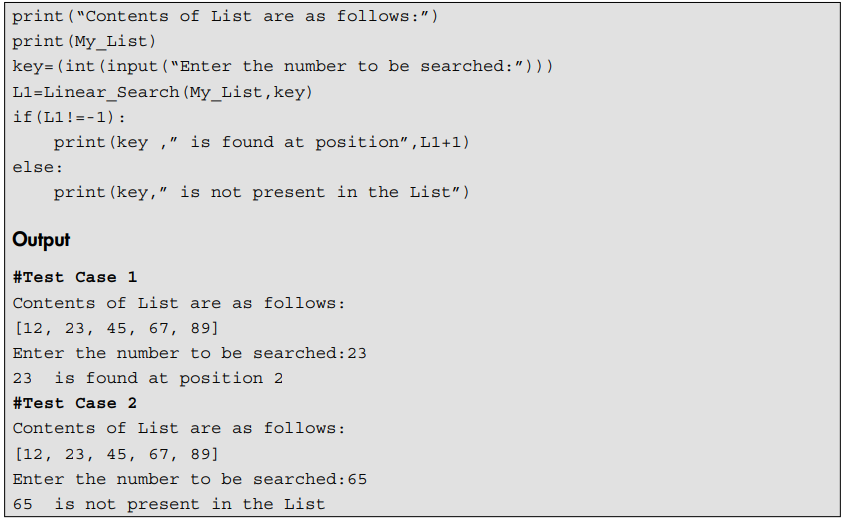 print(“Contents of List are as follows:”)
print(My_List)
key=(int(input(“Enter the number to be searched:”)))
L1=Linear_Search(My_List,key)
if(L1!=-1):
    print(key ,” is found at position”,L1+1)
else:
    print(key,” is not present in the List”)
Output
#Test Case 1
Contents of List are as follows:
[12, 23, 45, 67, 89]
Enter the number to be searched:23
23  is found at position 2
#Test Case 2
Contents of List are as follows:
[12, 23, 45, 67, 89]
Enter the number to be searched:65
65  is not present in the List